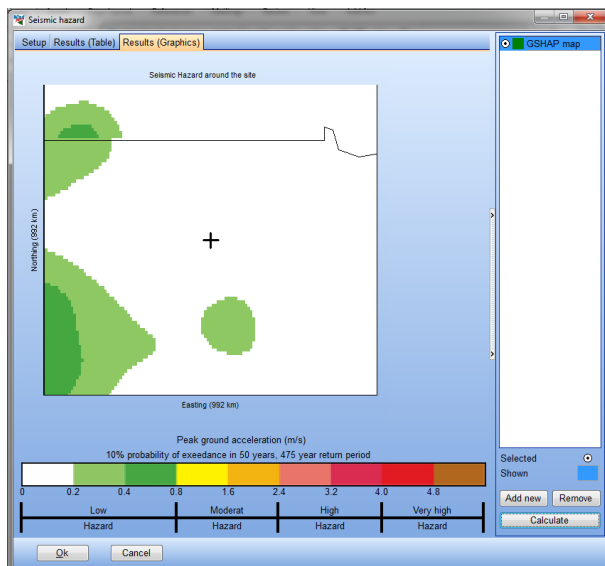 Seismic hazard
Setup Results (Table) Results (Graphics)
GSHAP map
Seismic Hazard around the site
Northing (992 km)
Easting (992 km)
Peak ground acceleration (m/s)
10% probability of exeedance in 50 years, 475 year return period
0 0.2 0.4 0.8 1.6 2.4 3.2 4.0 4.8
Low Moderat High Very high
Hazard Hazard Hazard Hazard
Selected
Shown
Add new Remove
Calculate
Ok Cancel